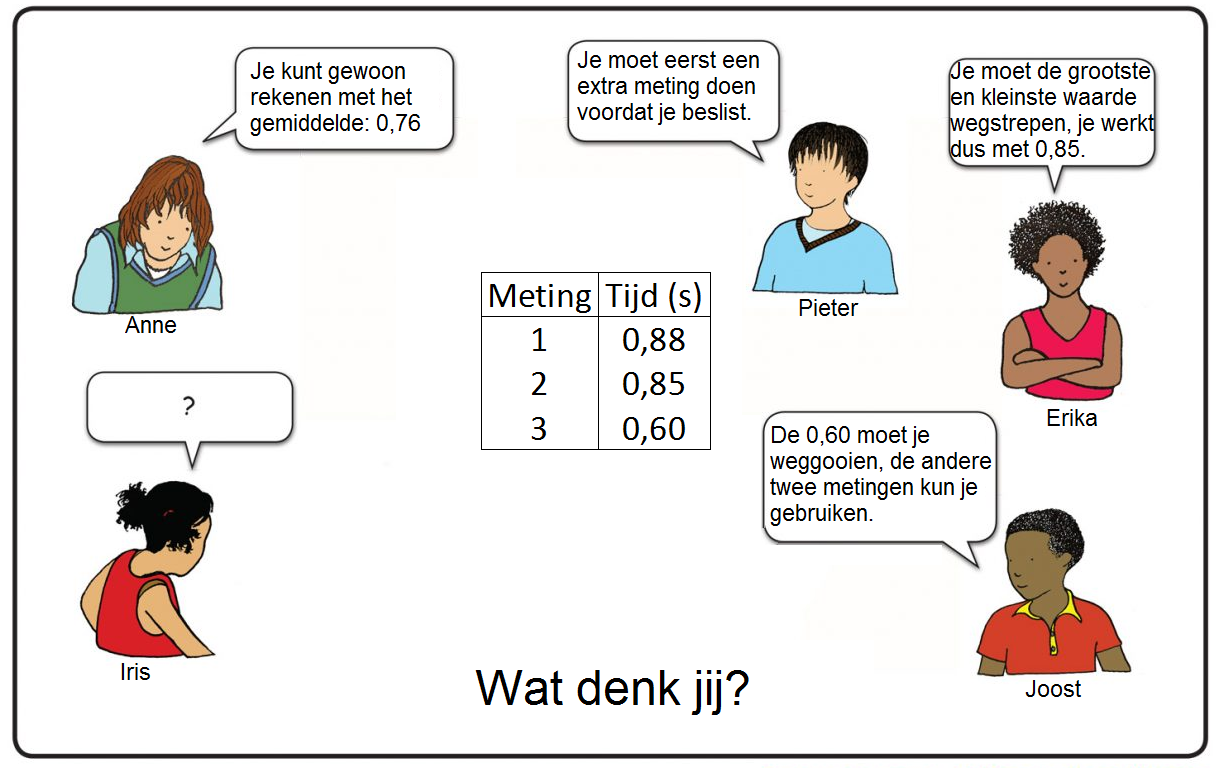 Je kunt gewoon
rekenen met het
gemiddelde: 0,76
Anne
Je moet eerst een
extra meting doen
voordat je beslist.
Pieter
Je moet de grootste
en kleinste waarde
wegstrepen, je werkt
dus met 0,85.
Erika
Meting Tijd (s)
1 0,88
2 0,85
3 0,60
?
Iris
De 0,60 moet je
weggooien, de andere
twee metingen kun je
gebruiken.
Joost
Wat denk jij?